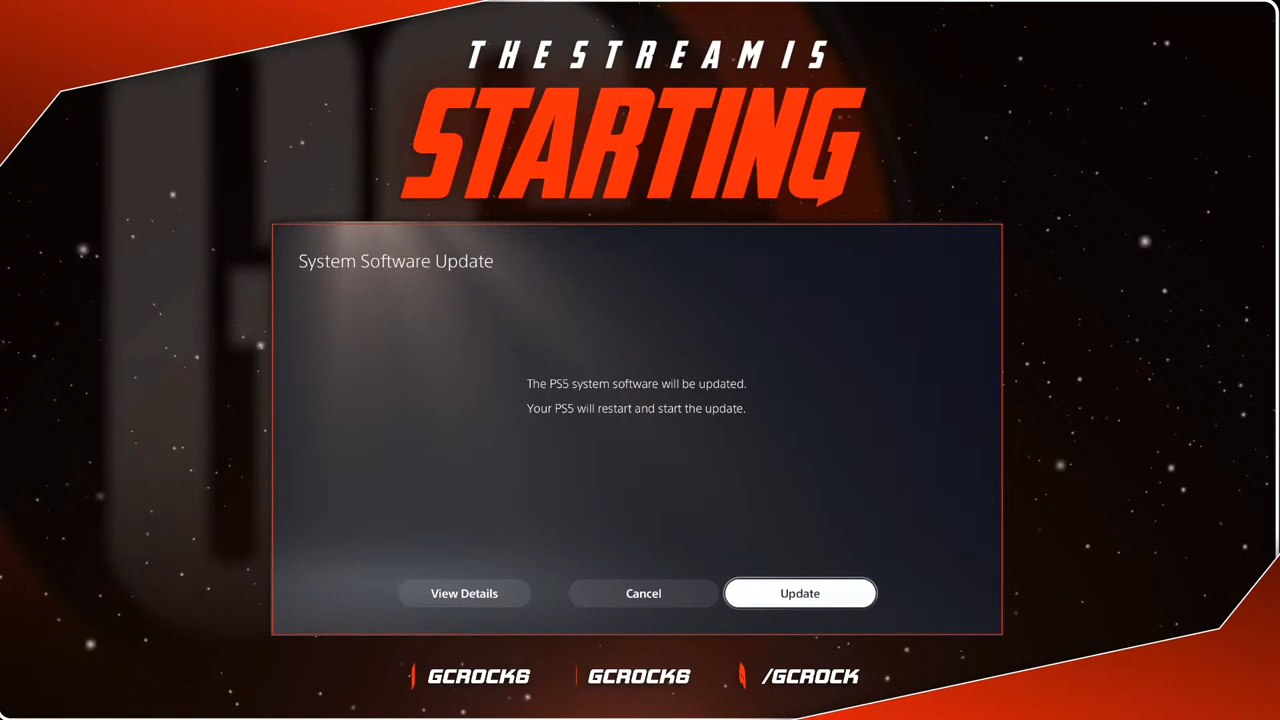 THE STREAM IS
STARTING
System Software Update
The PS5 system software will be updated.
Your PS5 will restart and start the update.
View Details Cancel Update
GCROCK6 GCROCK6 /GCROCK